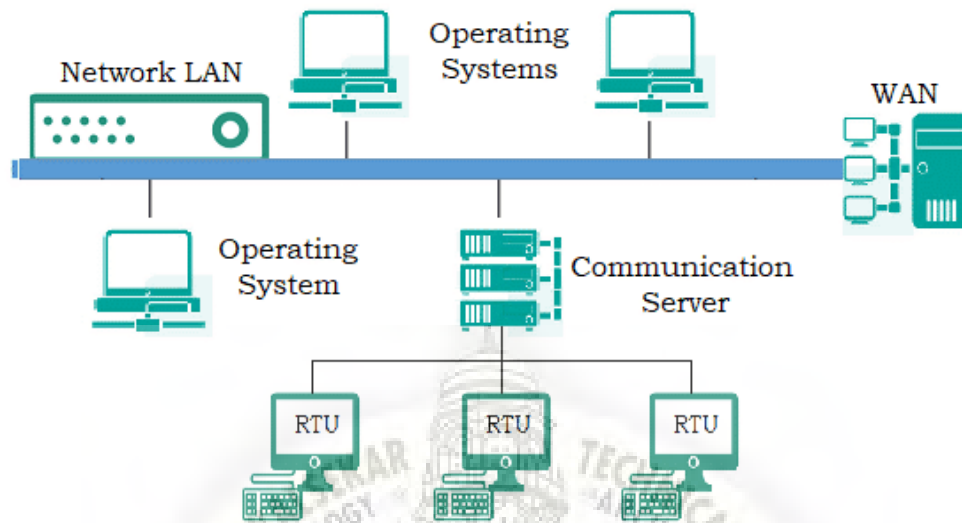 Operating
Systems
Network LAN
WAN
Operating
System
Communication
Server
RTU
RTU
RTU